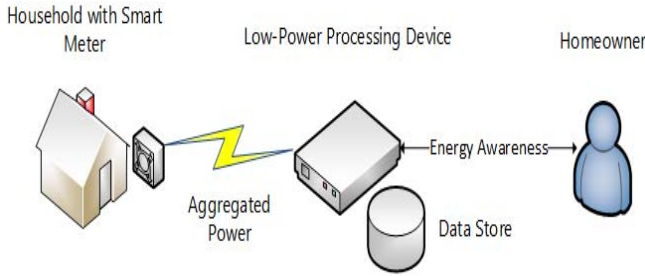 Household with Smart
Meter
Low-Power Processing Device
Homeowner
Energy Awareness
Aggregated
Power
Data Store